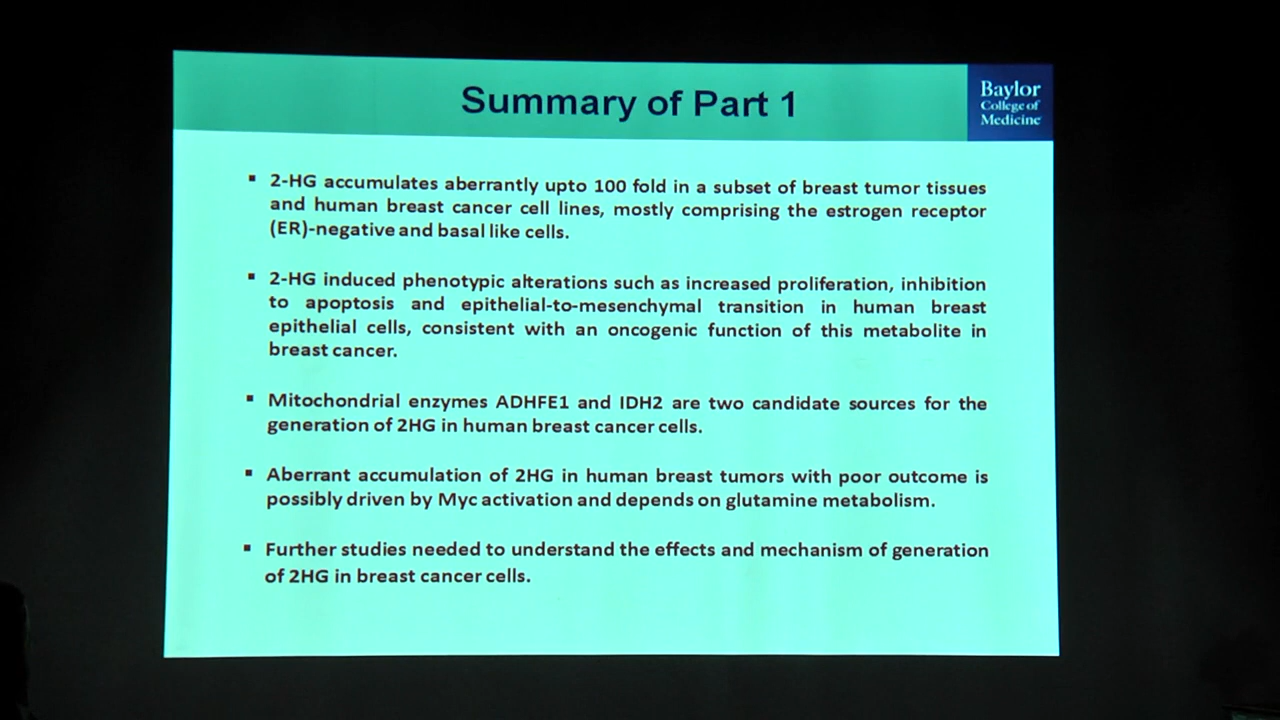 Summary of Part 1
Baylor
College of
Medicine
▪ 2-HG accumulates aberrantly upto 100 fold in a subset of breast tumor tissues
and human breast cancer cell lines, mostly comprising the estrogen receptor
(ER)-negative and basal like cells.
▪ 2-HG induced phenotypic alterations such as increased proliferation, inhibition
to apoptosis and epithelial-to-mesenchymal transition in human breast
epithelial cells, consistent with an oncogenic function of this metabolite in
breast cancer.
▪ Mitochondrial enzymes ADHFE1 and IDH2 are two candidate sources for the
generation of 2HG in human breast cancer cells.
▪ Aberrant accumulation of 2HG in human breast tumors with poor outcome is
possibly driven by Myc activation and depends on glutamine metabolism.
▪ Further studies needed to understand the effects and mechanism of generation
of 2HG in breast cancer cells.